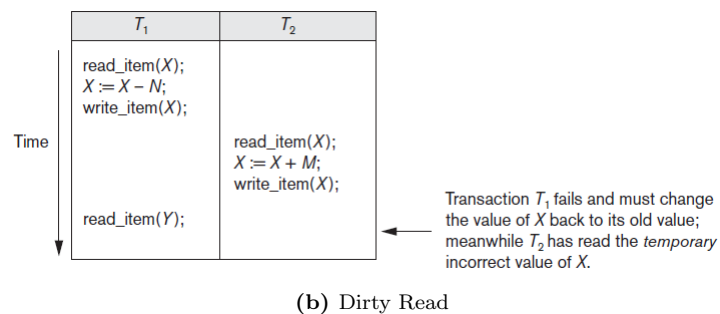 T₁ T₂
read_item(X);
X := X – N;
write_item(X);
Time
read_item(X);
X := X + M;
write_item(X);
read_item(Y);
Transaction T₁ fails and must change
the value of X back to its old value;
meanwhile T₂ has read the temporary
incorrect value of X.
(b) Dirty Read